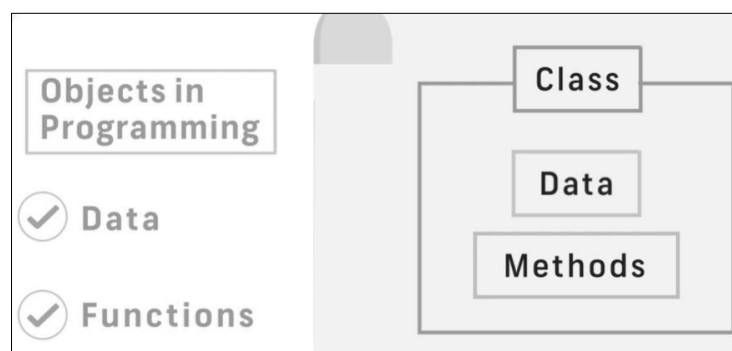 Objects in
Programming
Data
Functions
Class
Data
Methods